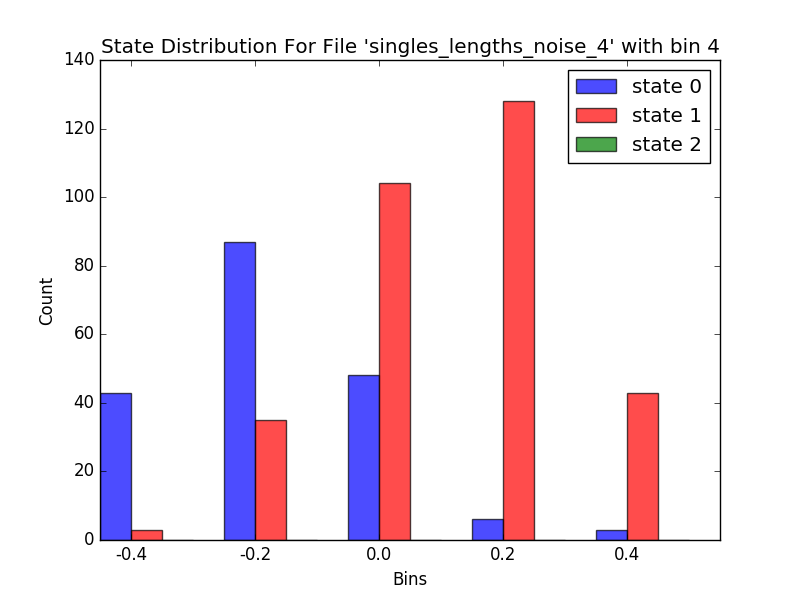 State Distribution For File 'singles_lengths_noise_4' with bin 4
140
120
100
80
60
40
20
0
Count
state 0
state 1
state 2
-0.4 -0.2 0.0 0.2 0.4
Bins